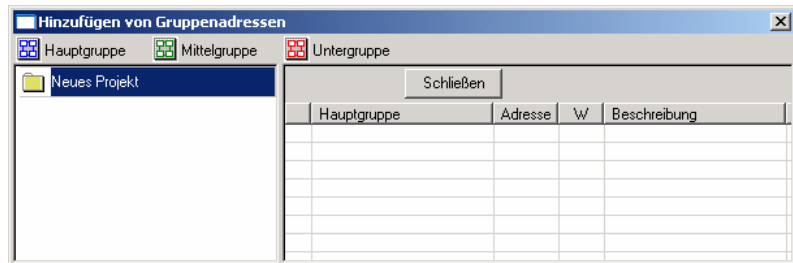 Hinzufügen von Gruppenadressen
Hauptgruppe Mittelgruppe Untergruppe
Neues Projekt
Schließen
Hauptgruppe Adresse W Beschreibung